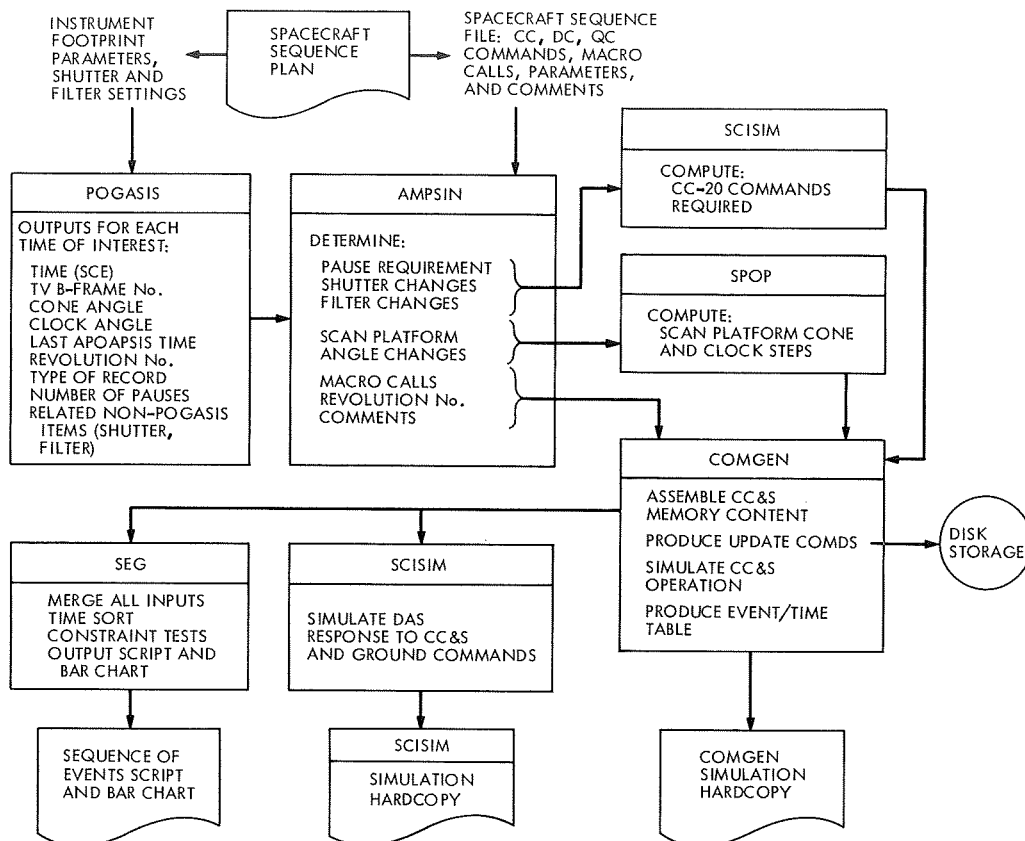 INSTRUMENT
FOOTPRINT
PARAMETERS,
SHUTTER AND
FILTER SETTINGS
SPACECRAFT
SEQUENCE
PLAN
SPACECRAFT SEQUENCE
FILE: CC, DC, QC
COMMANDS, MACRO
CALLS, PARAMETERS,
AND COMMENTS
POGASIS
OUTPUTS FOR EACH
TIME OF INTEREST:
TIME (SCE)
TV B-FRAME No.
CONE ANGLE
CLOCK ANGLE
LAST APOAPSIS TIME
REVOLUTION No.
TYPE OF RECORD
NUMBER OF PAUSES
RELATED NON-POGASIS
ITEMS (SHUTTER,
FILTER)
AMPSIN
DETERMINE:
PAUSE REQUIREMENT
SHUTTER CHANGES
FILTER CHANGES
SCAN PLATFORM
ANGLE CHANGES
MACRO CALLS
REVOLUTION No.
COMMENTS
SCISIM
COMPUTE:
CC-20 COMMANDS
REQUIRED
SPOP
COMPUTE:
SCAN PLATFORM CONE
AND CLOCK STEPS
COMGEN
ASSEMBLE CC&S
MEMORY CONTENT
PRODUCE UPDATE COMDS
SIMULATE CC&S
OPERATION
PRODUCE EVENT/TIME
TABLE
DISK
STORAGE
SEG
MERGE ALL INPUTS
TIME SORT
CONSTRAINT TESTS
OUTPUT SCRIPT AND
BAR CHART
SCISIM
SIMULATE DAS
RESPONSE TO CC&S
AND GROUND COMMANDS
SEQUENCE OF
EVENTS SCRIPT
AND BAR CHART
SCISIM
SIMULATION
HARDCOPY
COMGEN
SIMULATION
HARDCOPY